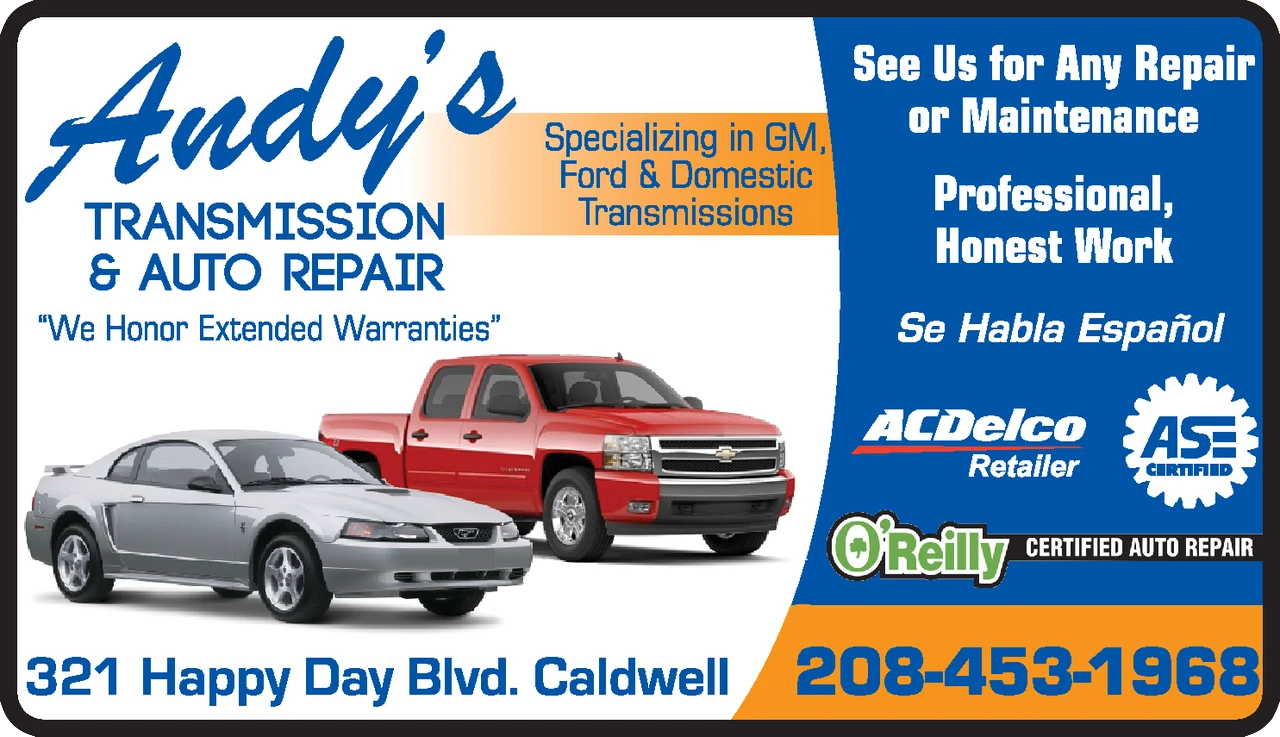 Andy's
TRANSMISSION
& AUTO REPAIR
"We Honor Extended Warranties"
Specializing in GM,
Ford & Domestic
Transmissions
321 Happy Day Blvd. Caldwell
See Us for Any Repair
or Maintenance
Professional,
Honest Work
Se Habla Español
ACDelco
Retailer
ASE
CERTIFIED
O'Reilly
CERTIFIED AUTO REPAIR
208-453-1968